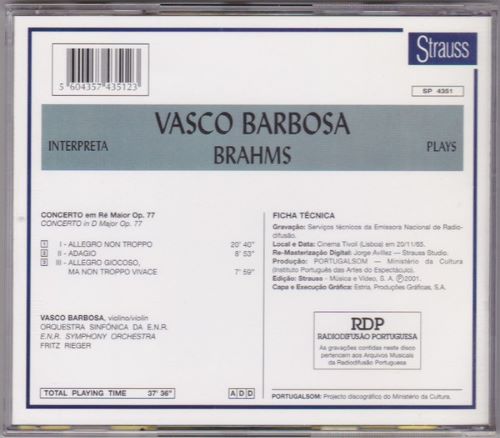 Strauss
5 604357 435123
SP 4351
VASCO BARBOSA
INTERPRETA BRAHMS PLAYS
CONCERTO em Ré Maior Op. 77
CONCERTO in D Major Op. 77
1 I - ALLEGRO NON TROPPO 20' 40"
2 II - ADAGIO 8' 53"
3 III - ALLEGRO GIOCOSO,
MA NON TROPPO VIVACE 7' 59"
VASCO BARBOSA, violino/violin
ORQUESTRA SINFÓNICA DA E.N.R.
E.N.R. SYMPHONY ORCHESTRA
FRITZ RIEGER
TOTAL PLAYING TIME 37' 36"
A D D
FICHA TÉCNICA
Gravação: Serviços técnicos da Emissora Nacional de Radio-
difusão.
Local e Data: Cinema Tivoli (Lisboa) em 20/11/65.
Re-Masterização Digital: Jorge Avillez — Strauss Studio.
Produção: PORTUGALSOM — Ministério da Cultura
(Instituto Português das Artes do Espectáculo).
Edição: Strauss - Música e Vídeo, S. A. ℗2001.
Capa e Execução Gráfica: Estria, Produções Gráficas, S.A.
RDP
RADIODIFUSÃO PORTUGUESA
As gravações contidas neste disco
pertencem aos Arquivos Musicais
da Radiodifusão Portuguesa
PORTUGALSOM: Projecto discográfico do Ministério da Cultura.